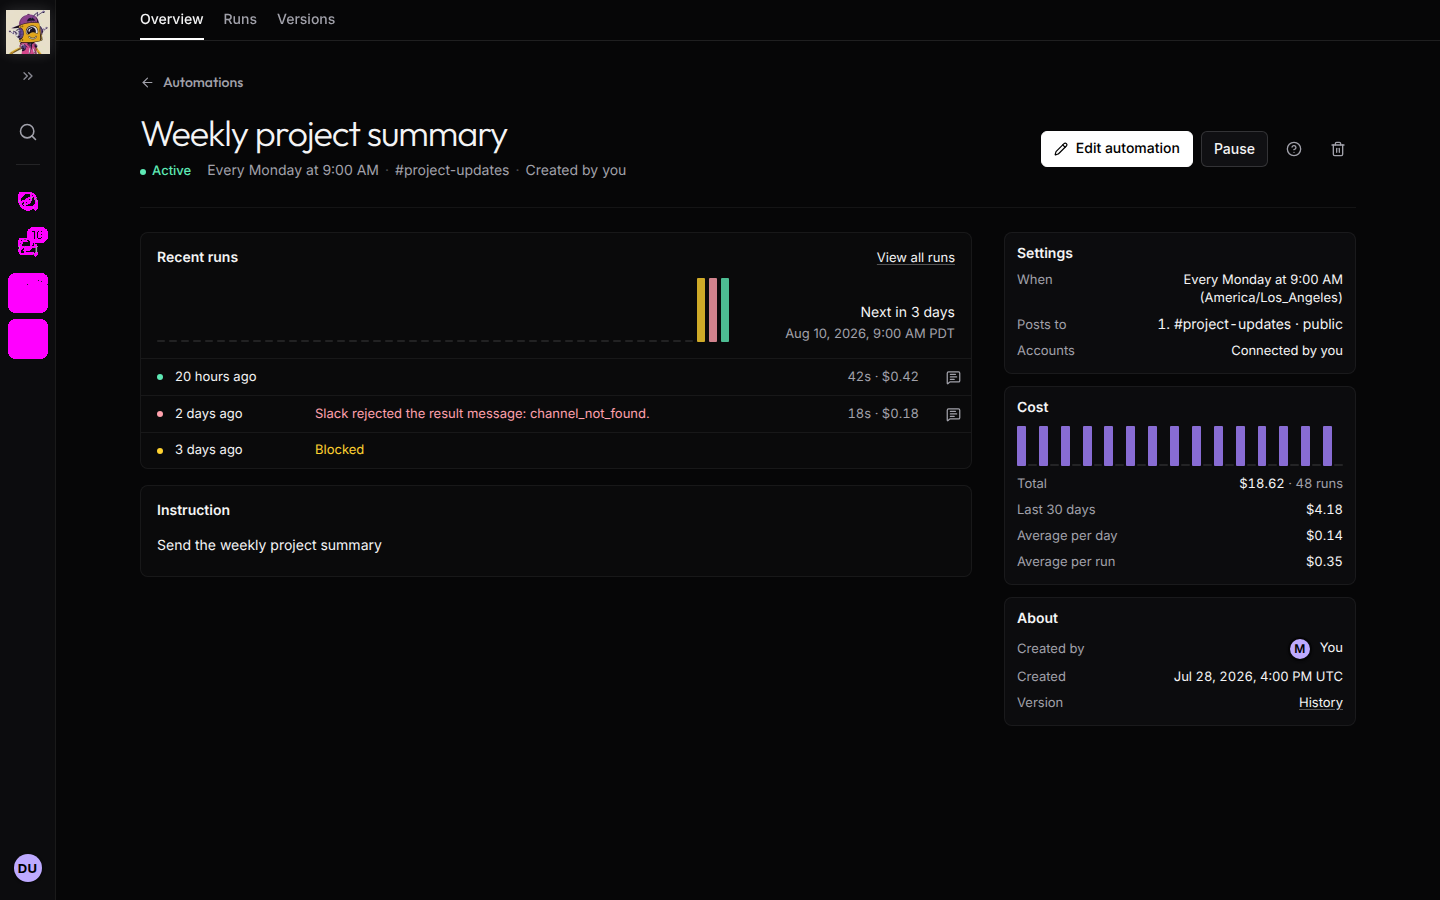 Overview Runs Versions
Automations
Weekly project summary
Active Every Monday at 9:00 AM · #project-updates · Created by you
Edit automation
Pause
Recent runs
View all runs
Next in 3 days
Aug 10, 2026, 9:00 AM PDT
20 hours ago 42s · $0.42
2 days ago Slack rejected the result message: channel_not_found. 18s · $0.18
3 days ago Blocked
Instruction
Send the weekly project summary
Settings
When Every Monday at 9:00 AM
(America/Los_Angeles)
Posts to 1. #project-updates · public
Accounts Connected by you
Cost
Total $18.62 · 48 runs
Last 30 days $4.18
Average per day $0.14
Average per run $0.35
About
Created by M You
Created Jul 28, 2026, 4:00 PM UTC
Version History
DU